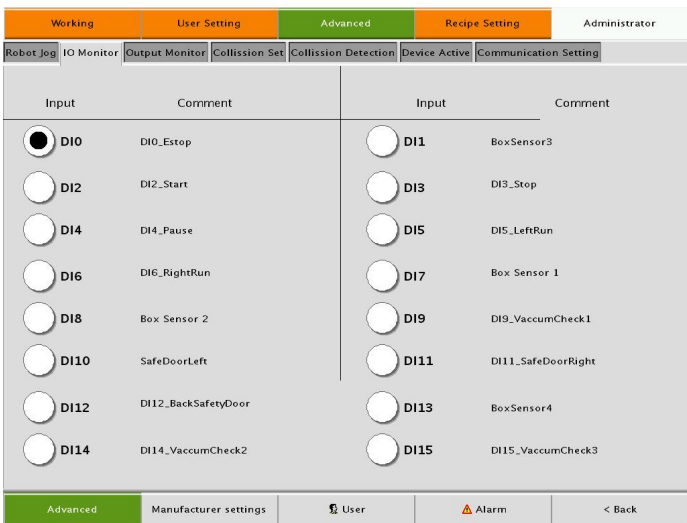 Working User Setting Advanced Recipe Setting Administrator
Robot Jog IO Monitor Output Monitor Collission Set Collission Detection Device Active Communication Setting
Input Comment Input Comment
DI0 DI0_Estop DI1 BoxSensor3
DI2 DI2_Start DI3 DI3_Stop
DI4 DI4_Pause DI5 DI5_LeftRun
DI6 DI6_RightRun DI7 Box Sensor 1
DI8 Box Sensor 2 DI9 DI9_VaccumCheck1
DI10 SafeDoorLeft DI11 DI11_SafeDoorRight
DI12 DI12_BackSafetyDoor DI13 BoxSensor4
DI14 DI14_VaccumCheck2 DI15 DI15_VaccumCheck3
Advanced Manufacturer settings User Alarm < Back